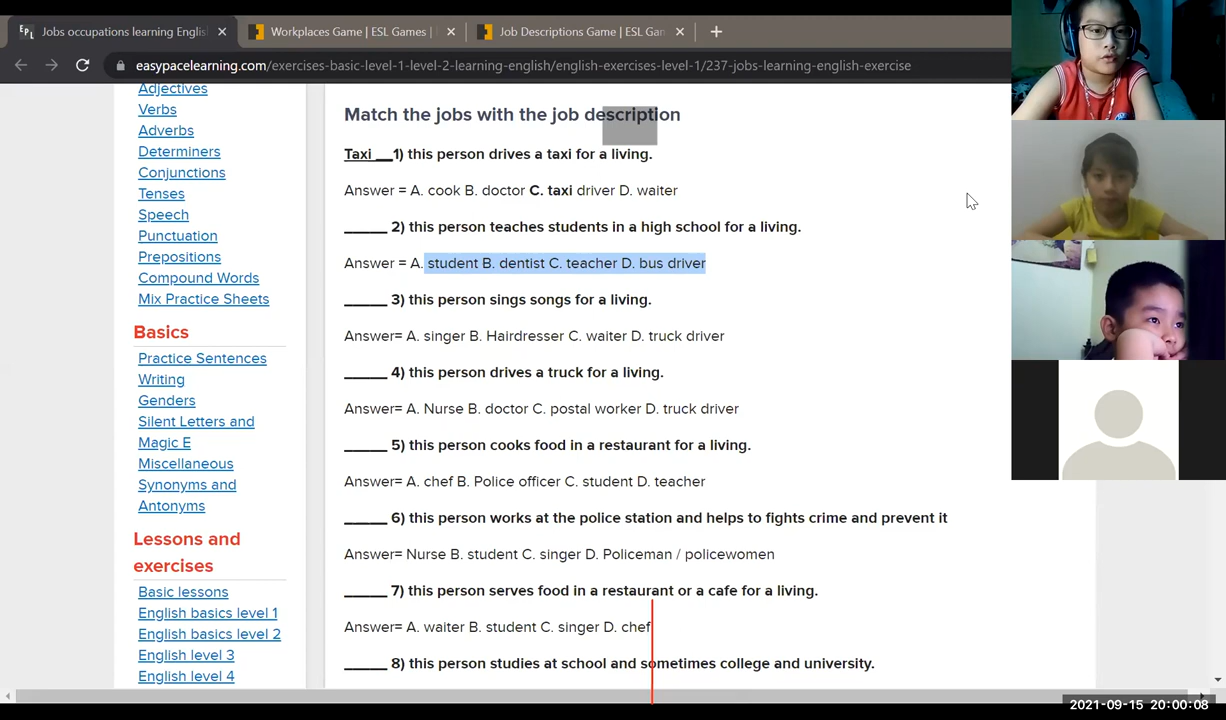 EPL Jobs occupations learning Englis
Workplaces Game | ESL Games |
Job Descriptions Game | ESL Gam
easypacelearning.com/exercises-basic-level-1-level-2-learning-english/english-exercises-level-1/237-jobs-learning-english-exercise
Adjectives
Verbs
Adverbs
Determiners
Conjunctions
Tenses
Speech
Punctuation
Prepositions
Compound Words
Mix Practice Sheets
Basics
Practice Sentences
Writing
Genders
Silent Letters and
Magic E
Miscellaneous
Synonyms and
Antonyms
Lessons and
exercises
Basic lessons
English basics level 1
English basics level 2
English level 3
English level 4
Match the jobs with the job description
Taxi __1) this person drives a taxi for a living.
Answer = A. cook B. doctor C. taxi driver D. waiter
_____ 2) this person teaches students in a high school for a living.
Answer = A. student B. dentist C. teacher D. bus driver
_____ 3) this person sings songs for a living.
Answer= A. singer B. Hairdresser C. waiter D. truck driver
_____ 4) this person drives a truck for a living.
Answer= A. Nurse B. doctor C. postal worker D. truck driver
_____ 5) this person cooks food in a restaurant for a living.
Answer= A. chef B. Police officer C. student D. teacher
_____ 6) this person works at the police station and helps to fights crime and prevent it
Answer= Nurse B. student C. singer D. Policeman / policewomen
_____ 7) this person serves food in a restaurant or a cafe for a living.
Answer= A. waiter B. student C. singer D. chef
_____ 8) this person studies at school and sometimes college and university.
2021-09-15 20:00:08